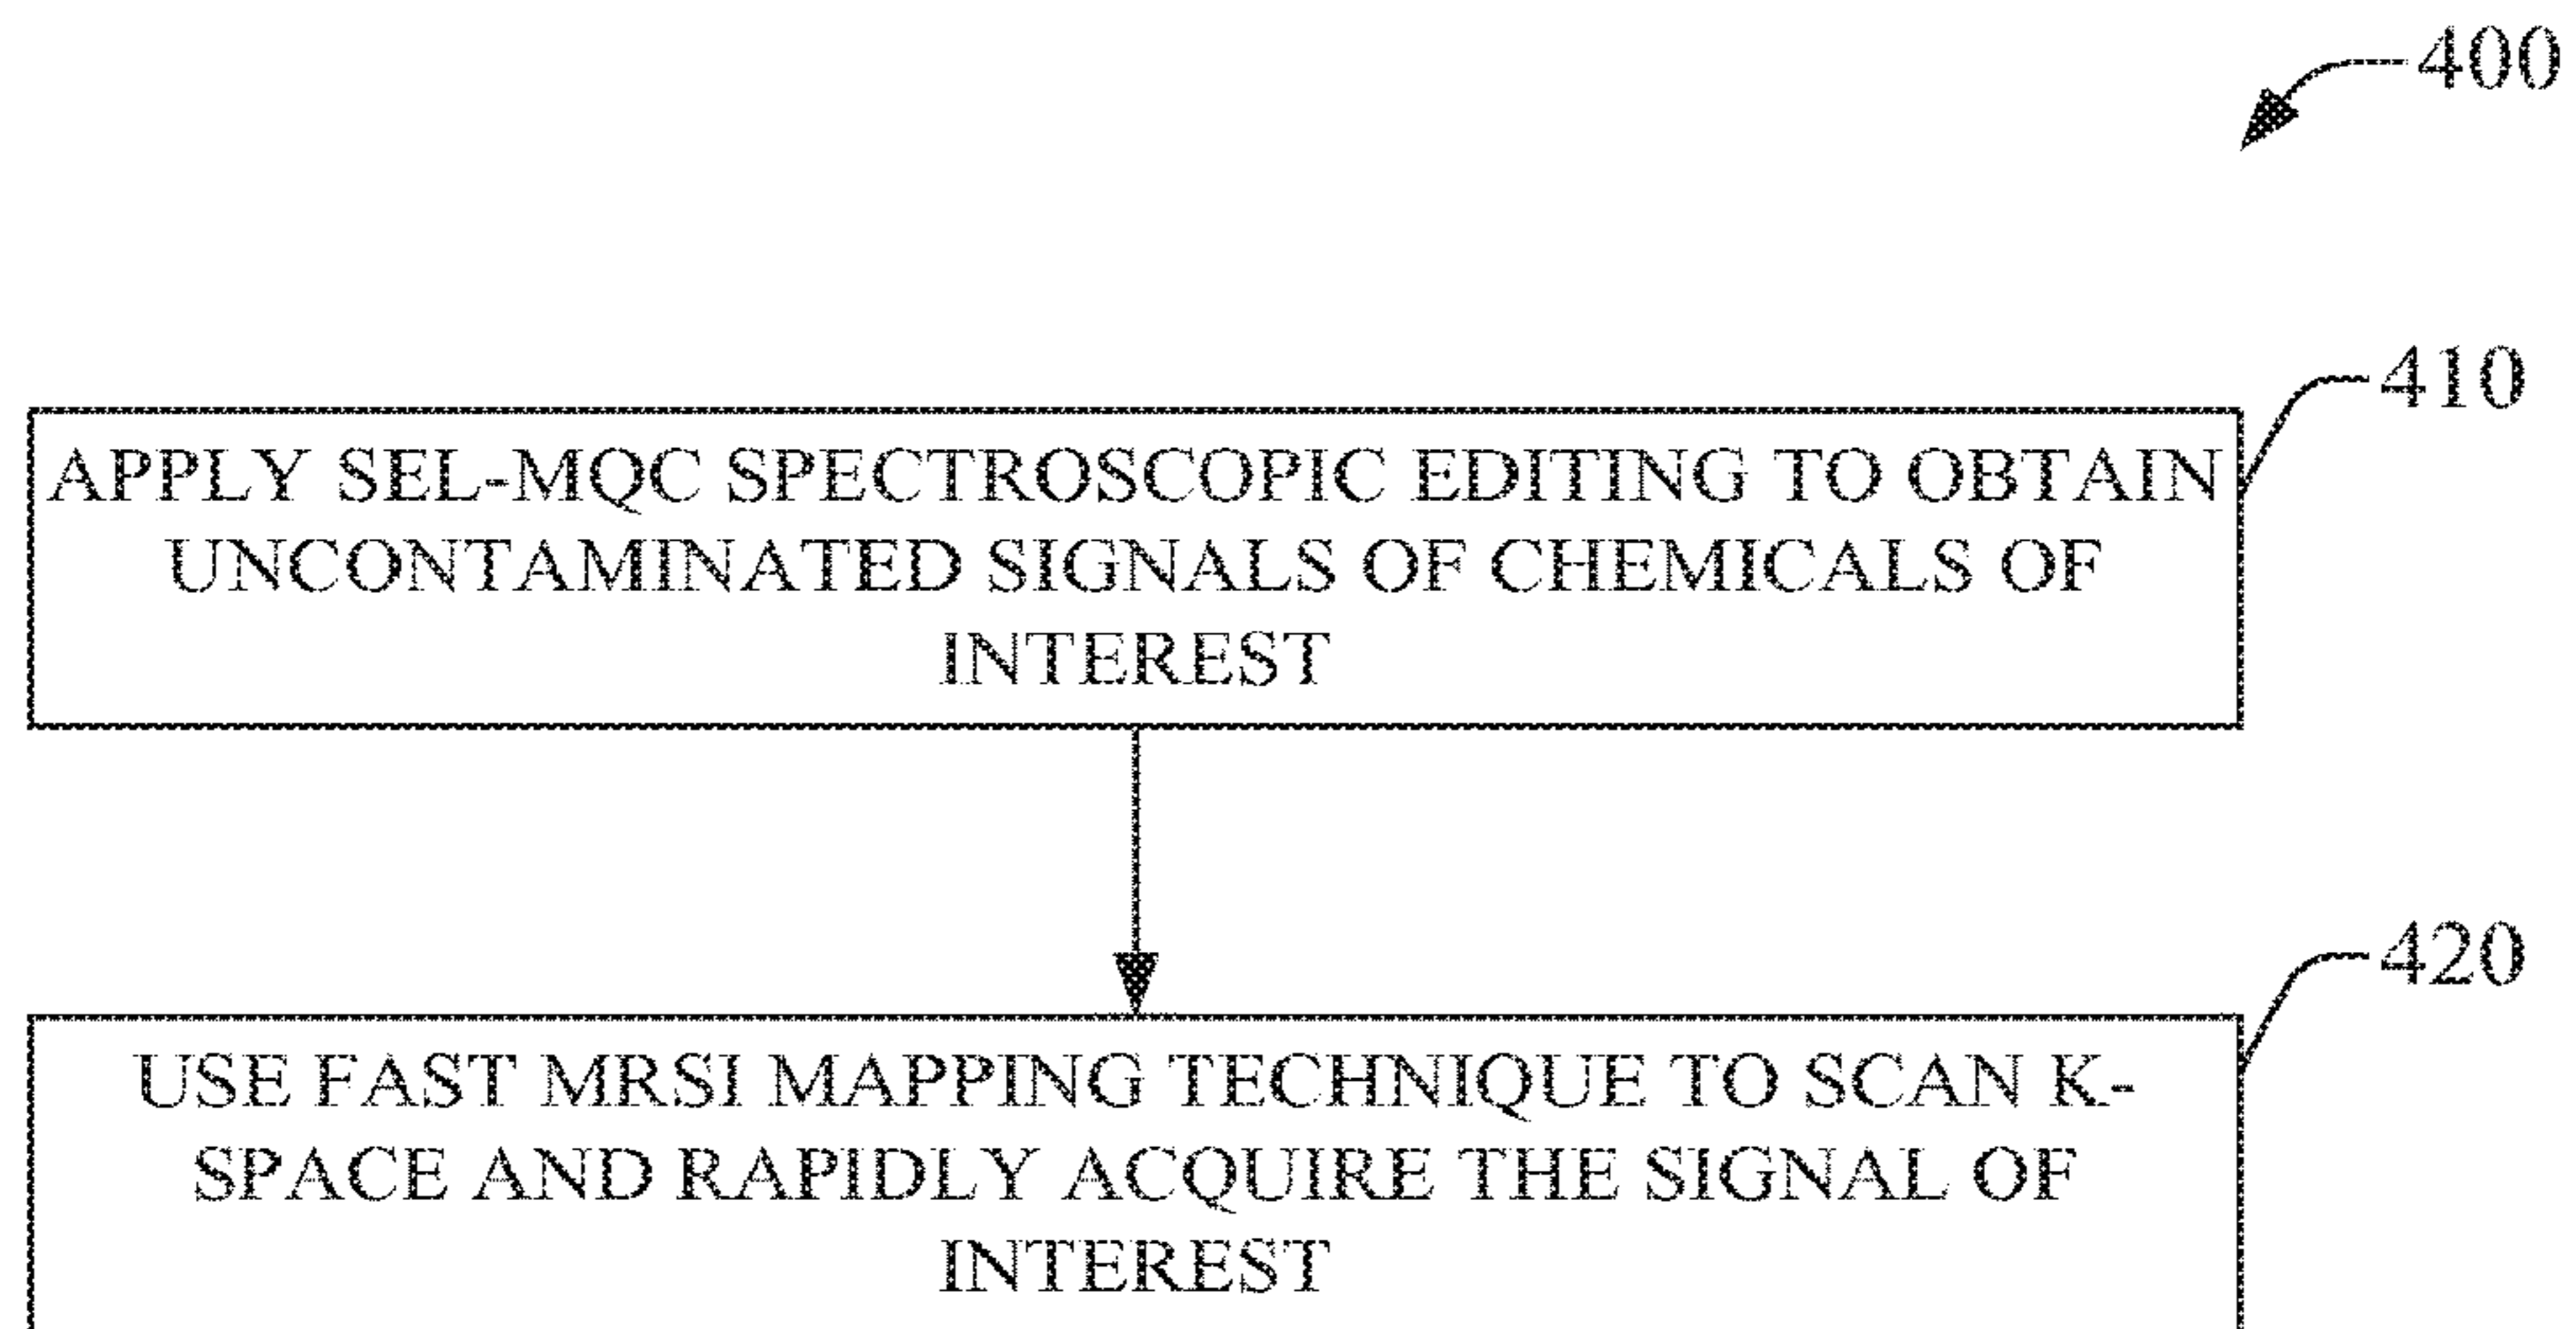 400
410
APPLY SEL-MQC SPECTROSCOPIC EDITING TO OBTAIN
UNCONTAMINATED SIGNALS OF CHEMICALS OF
INTEREST
420
USE FAST MRSI MAPPING TECHNIQUE TO SCAN K-
SPACE AND RAPIDLY ACQUIRE THE SIGNAL OF
INTEREST